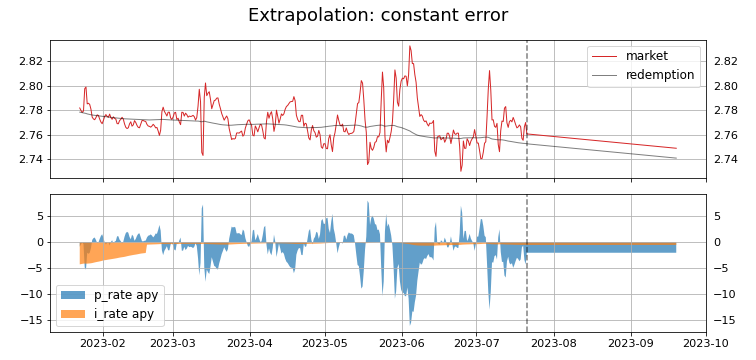 Extrapolation: constant error
2.82 2.82
2.80 2.80
2.78 2.78
2.76 2.76
2.74 2.74
market
redemption
5 5
0 0
−5 −5
−10 −10
−15 −15
p_rate apy
i_rate apy
2023-02 2023-03 2023-04 2023-05 2023-06 2023-07 2023-08 2023-09 2023-10